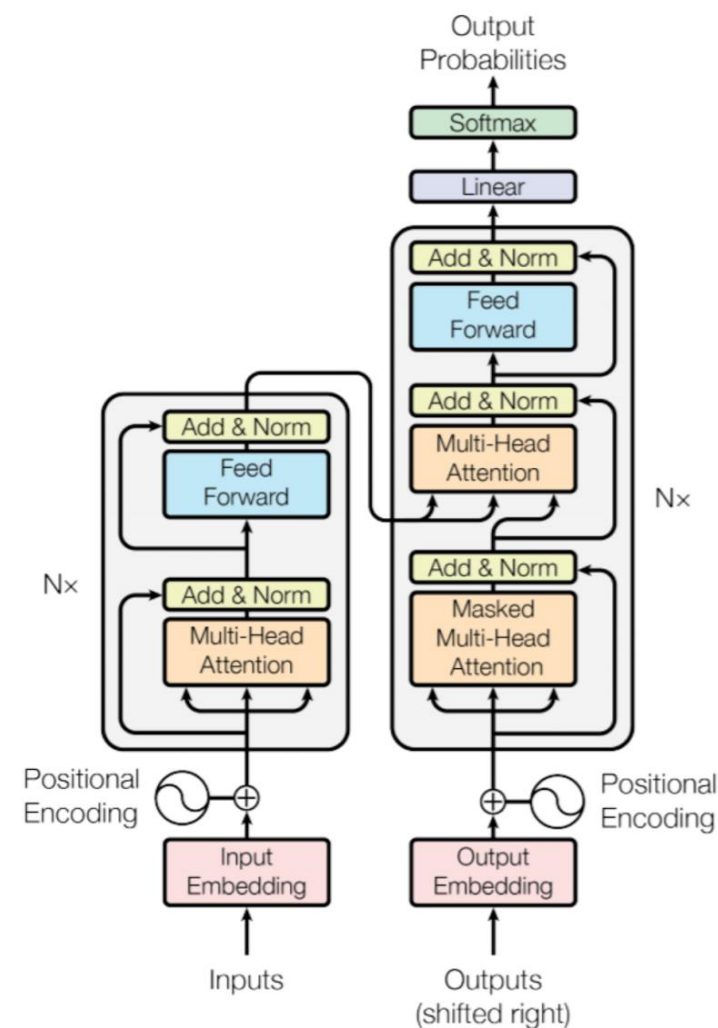 Output
Probabilities
Softmax
Linear
Add & Norm
Feed
Forward
Add & Norm
Multi-Head
Attention
Add & Norm
Masked
Multi-Head
Attention
N×
Add & Norm
Feed
Forward
Add & Norm
Multi-Head
Attention
N×
Positional
Encoding
Positional
Encoding
Input
Embedding
Output
Embedding
Inputs
Outputs
(shifted right)